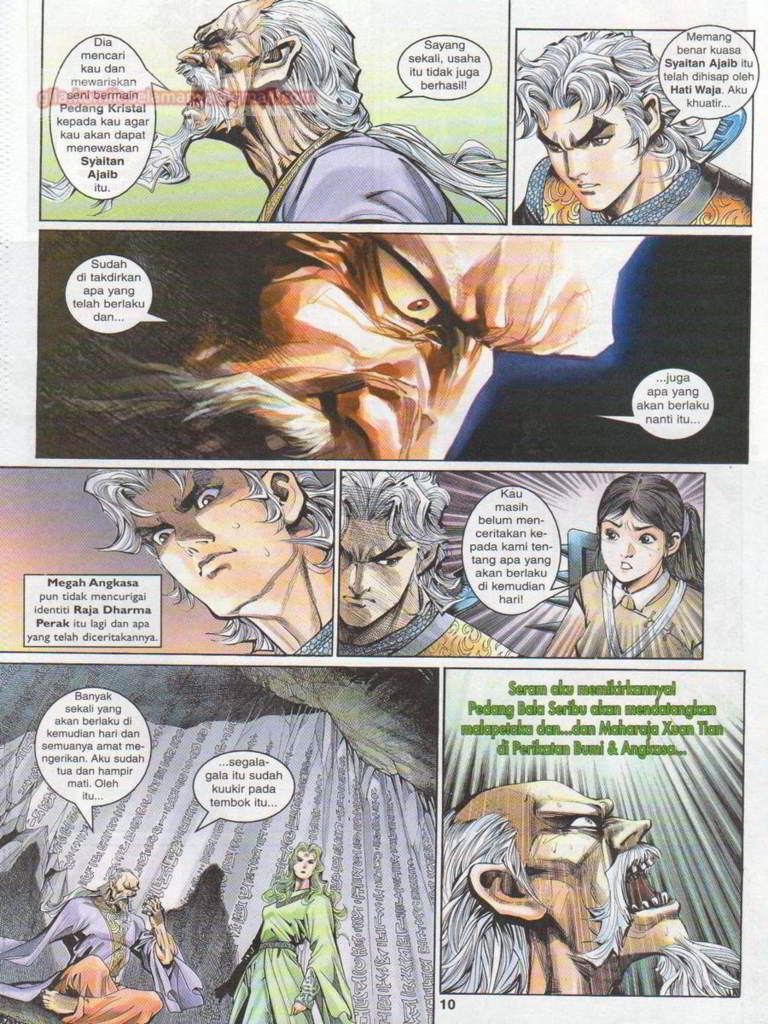 Dia
mencari
kau dan
mewariskan
seni bermain
Pedang Kristal
kepada kau agar
kau akan dapat
menewaskan
Syaitan
Ajaib
itu.
Sayang
sekali, usaha
itu tidak juga
berhasil!
Memang
benar kuasa
Syaitan Ajaib itu
telah dihisap oleh
Hati Waja. Aku
khuatir...
Sudah
di takdirkan
apa yang
telah berlaku
dan...
...juga
apa yang
akan berlaku
nanti itu...
Megah Angkasa
pun tidak mencurigai
identiti Raja Dharma
Perak itu lagi dan apa
yang telah diceritakannya.
Kau
masih
belum men-
ceritakan ke-
pada kami ten-
tang apa yang
akan berlaku
di kemudian
hari!
Banyak
sekali yang
akan berlaku di
kemudian hari dan
semuanya amat me-
ngerikan. Aku sudah
tua dan hampir
mati. Oleh
itu...
...segala-
gala itu sudah
kuukir pada
tembok itu...
Seram aku memikirkannya!
Pedang Bala Seribu akan mendatangkan
malapetaka dan...dan Maharaja Xuan Tian
di Perikatan Bumi & Angkasa...
10